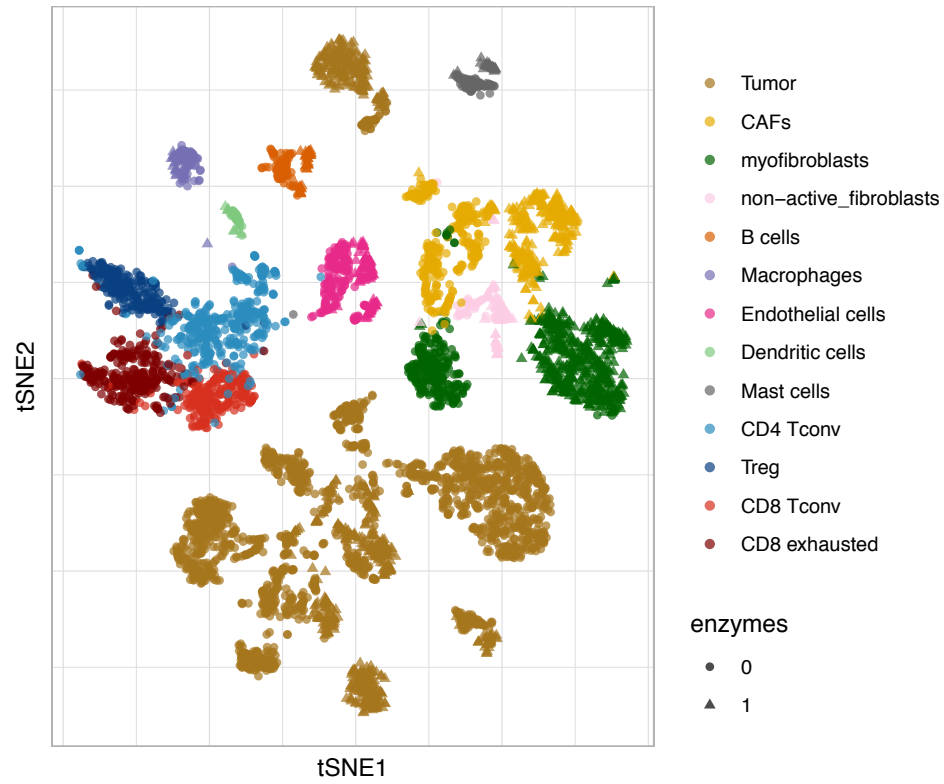 Tumor
CAFs
myofibroblasts
non−active_fibroblasts
B cells
Macrophages
Endothelial cells
Dendritic cells
Mast cells
CD4 Tconv
Treg
CD8 Tconv
CD8 exhausted
enzymes
0
1
tSNE2
tSNE1